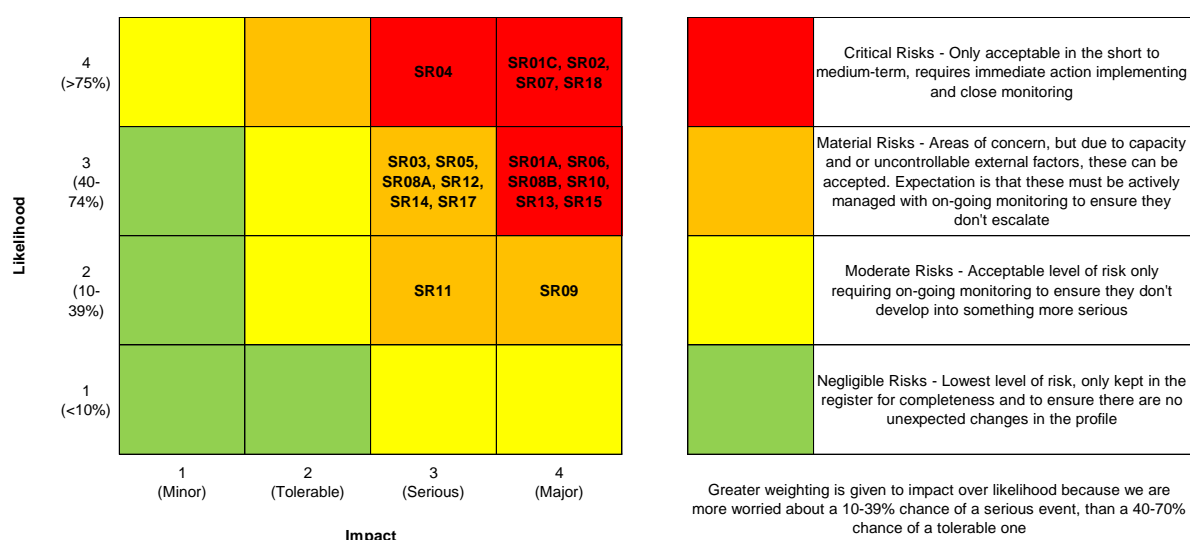 4
(>75%)
SR04
SR01C, SR02,
SR07, SR18
3
(40-
74%)
SR03, SR05,
SR08A, SR12,
SR14, SR17
SR01A, SR06,
SR08B, SR10,
SR13, SR15
2
(10-
39%)
SR11
SR09
1
(<10%)
Likelihood
1
(Minor)
2
(Tolerable)
3
(Serious)
4
(Major)
Impact
Critical Risks - Only acceptable in the short to
medium-term, requires immediate action implementing
and close monitoring
Material Risks - Areas of concern, but due to capacity
and or uncontrollable external factors, these can be
accepted. Expectation is that these must be actively
managed with on-going monitoring to ensure they
don't escalate
Moderate Risks - Acceptable level of risk only
requiring on-going monitoring to ensure they don't
develop into something more serious
Negligible Risks - Lowest level of risk, only kept in the
register for completeness and to ensure there are no
unexpected changes in the profile
Greater weighting is given to impact over likelihood because we are
more worried about a 10-39% chance of a serious event, than a 40-70%
chance of a tolerable one